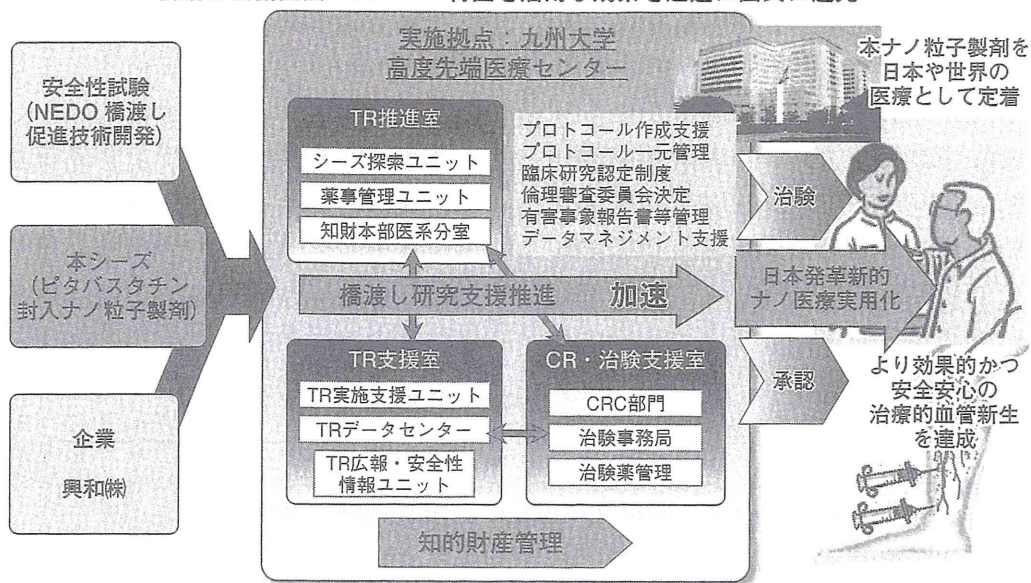 実施拠点：九州大学
高度先端医療センター
安全性試験
（NEDO 橋渡し
促進技術開発）
本シーズ
（ピタバスタチン
封入ナノ粒子製剤）
企業
興和㈱
TR推進室
シーズ探索ユニット
薬事管理ユニット
知財本部医系分室
プロトコール作成支援
プロトコール一元管理
臨床研究認定制度
倫理審査委員会決定
有害事象報告書等管理
データマネジメント支援
橋渡し研究支援推進　加速
TR支援室
TR実施支援ユニット
TRデータセンター
TR広報・安全性
情報ユニット
CR・治験支援室
CRC部門
治験事務局
治験薬管理
知的財産管理
本ナノ粒子製剤を
日本や世界の
医療として定着
治験
日本発革新的
ナノ医療実用化
承認
より効果的かつ
安全安心の
治療的血管新生
を達成